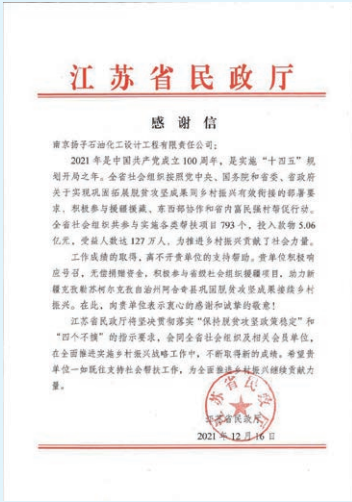 江苏省民政厅
感谢信
南京扬子石油化工设计工程有限责任公司：
2021年是中国共产党成立100周年，是实施“十四五”规
划开局之年。全省社会组织按照党中央、国务院和省委、省政府
关于实现巩固拓展脱贫攻坚成果同乡村振兴有效衔接的部署要
求，积极参与援疆援藏、东西部协作和省内富民强村帮促行动。
全省社会组织共参与实施各类帮扶项目793个，投入款物5.06
亿元，受益人数达127万人，为推进乡村振兴贡献了社会力量。
工作成绩的取得，离不开贵单位的支持帮助。贵单位积极响
应号召，无偿捐赠资金，积极参与省级社会组织援疆项目，助力新
疆克孜勒苏柯尔克孜自治州阿合奇县巩固脱贫攻坚成果接续乡村
振兴。在此，向贵单位表示衷心的感谢和诚挚的敬意！
江苏省民政厅将坚决贯彻落实“保持脱贫攻坚政策稳定”和
“四个不摘”的指示要求，会同全省社会组织及相关会员单位，
在全面推进实施乡村振兴战略工作中，不断取得新的成绩。希望贵
单位一如既往支持社会帮扶工作，为全面推进乡村振兴继续贡献力
量。
江苏省民政厅
江苏省民政厅
2021年12月16日